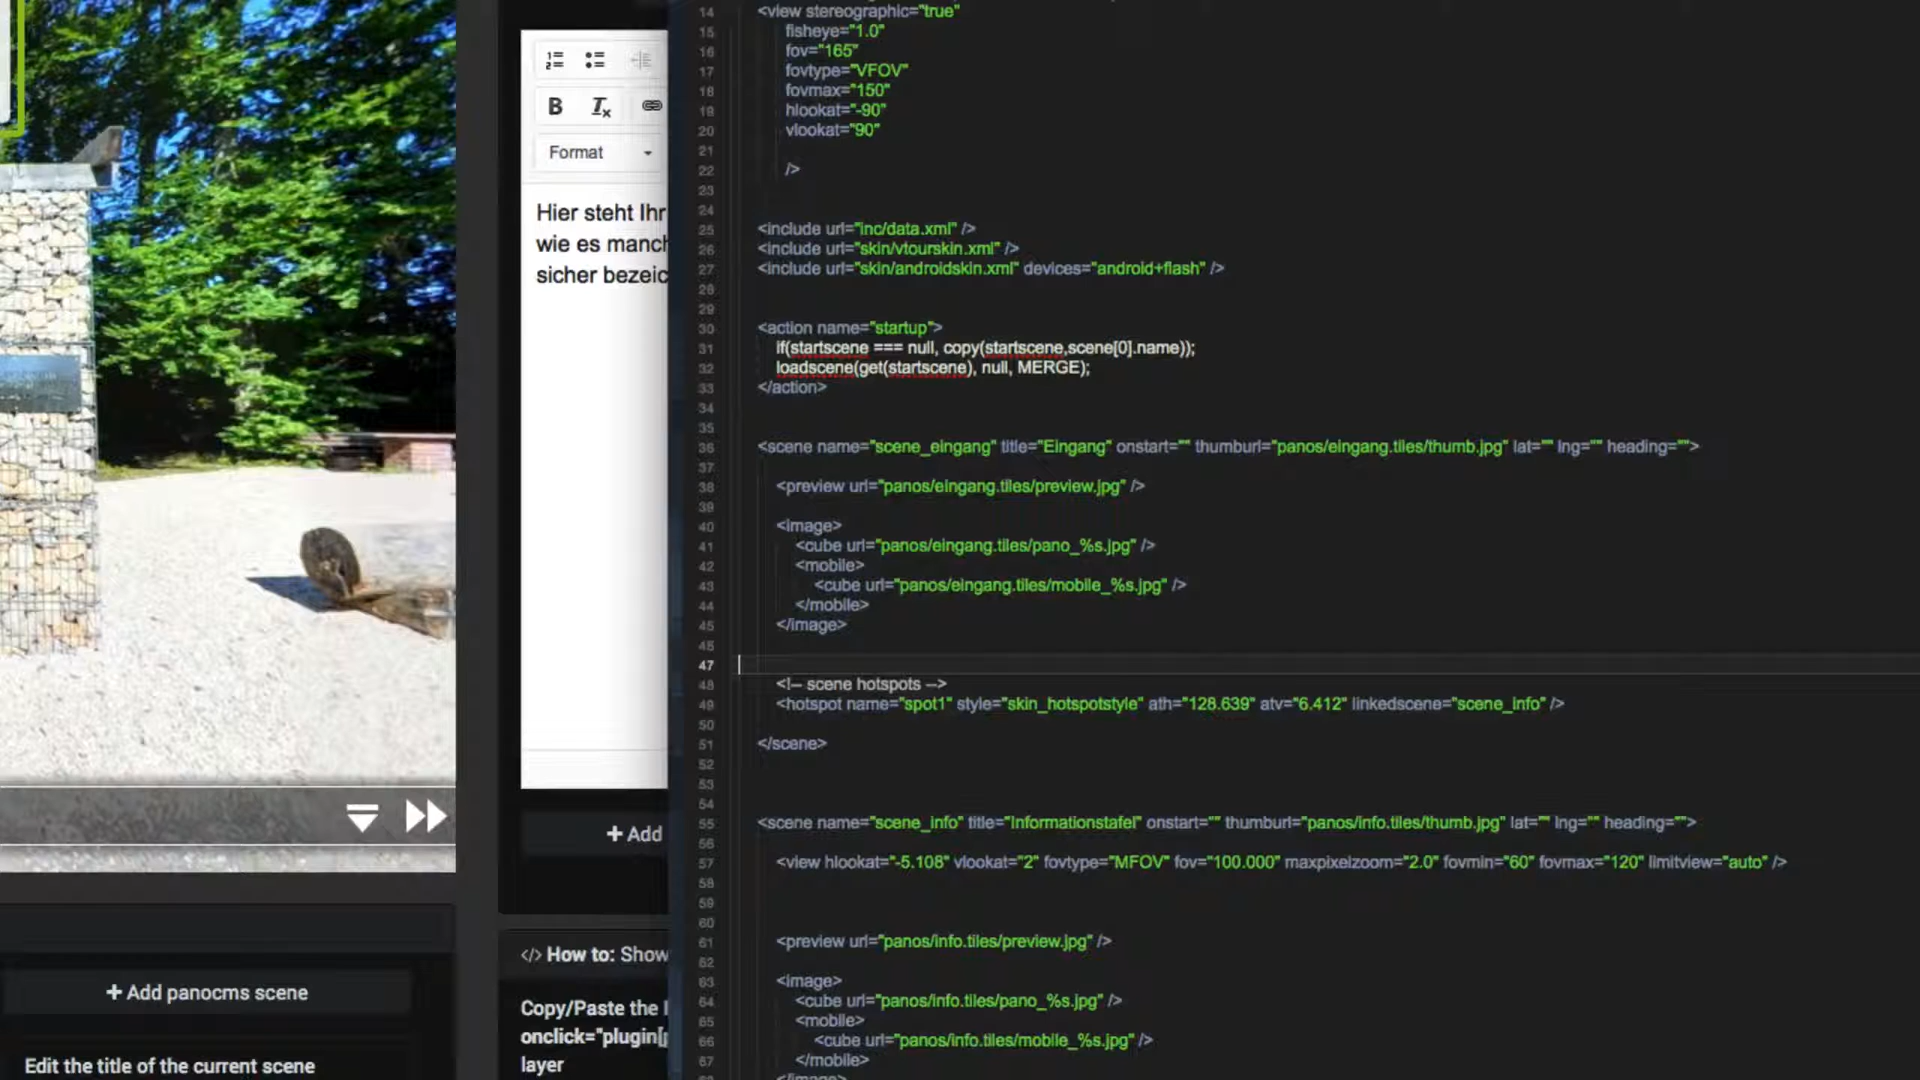 Format
Hier steht Ihr
wie es manch
sicher bezeic
Add
How to: Show
Copy/Paste the
onclick="plugin[
layer
Add panocms scene
Edit the title of the current scene
14 <view stereographic="true"
15 fisheye="1.0"
16 fov="165"
17 fovtype="VFOV"
18 fovmax="150"
19 hlookat="-90"
20 vlookat="90"
21
22 />
23
24
25 <include url="inc/data.xml" />
26 <include url="skin/vtourskin.xml" />
27 <include url="skin/androidskin.xml" devices="android+flash" />
28
29
30 <action name="startup">
31 if(startscene === null, copy(startscene,scene[0].name));
32 loadscene(get(startscene), null, MERGE);
33 </action>
34
35
36 <scene name="scene_eingang" title="Eingang" onstart="" thumburl="panos/eingang.tiles/thumb.jpg" lat="" lng="" heading="">
37
38 <preview url="panos/eingang.tiles/preview.jpg" />
39
40 <image>
41 <cube url="panos/eingang.tiles/pano_%s.jpg" />
42 <mobile>
43 <cube url="panos/eingang.tiles/mobile_%s.jpg" />
44 </mobile>
45 </image>
46
47
48 <!-- scene hotspots -->
49 <hotspot name="spot1" style="skin_hotspotstyle" ath="128.639" atv="6.412" linkedscene="scene_info" />
50
51 </scene>
52
53
54
55 <scene name="scene_info" title="Informationstafel" onstart="" thumburl="panos/info.tiles/thumb.jpg" lat="" lng="" heading="">
56
57 <view hlookat="-5.108" vlookat="2" fovtype="MFOV" fov="100.000" maxpixelzoom="2.0" fovmin="60" fovmax="120" limitview="auto" />
58
59
60
61 <preview url="panos/info.tiles/preview.jpg" />
62
63 <image>
64 <cube url="panos/info.tiles/pano_%s.jpg" />
65 <mobile>
66 <cube url="panos/info.tiles/mobile_%s.jpg" />
67 </mobile>